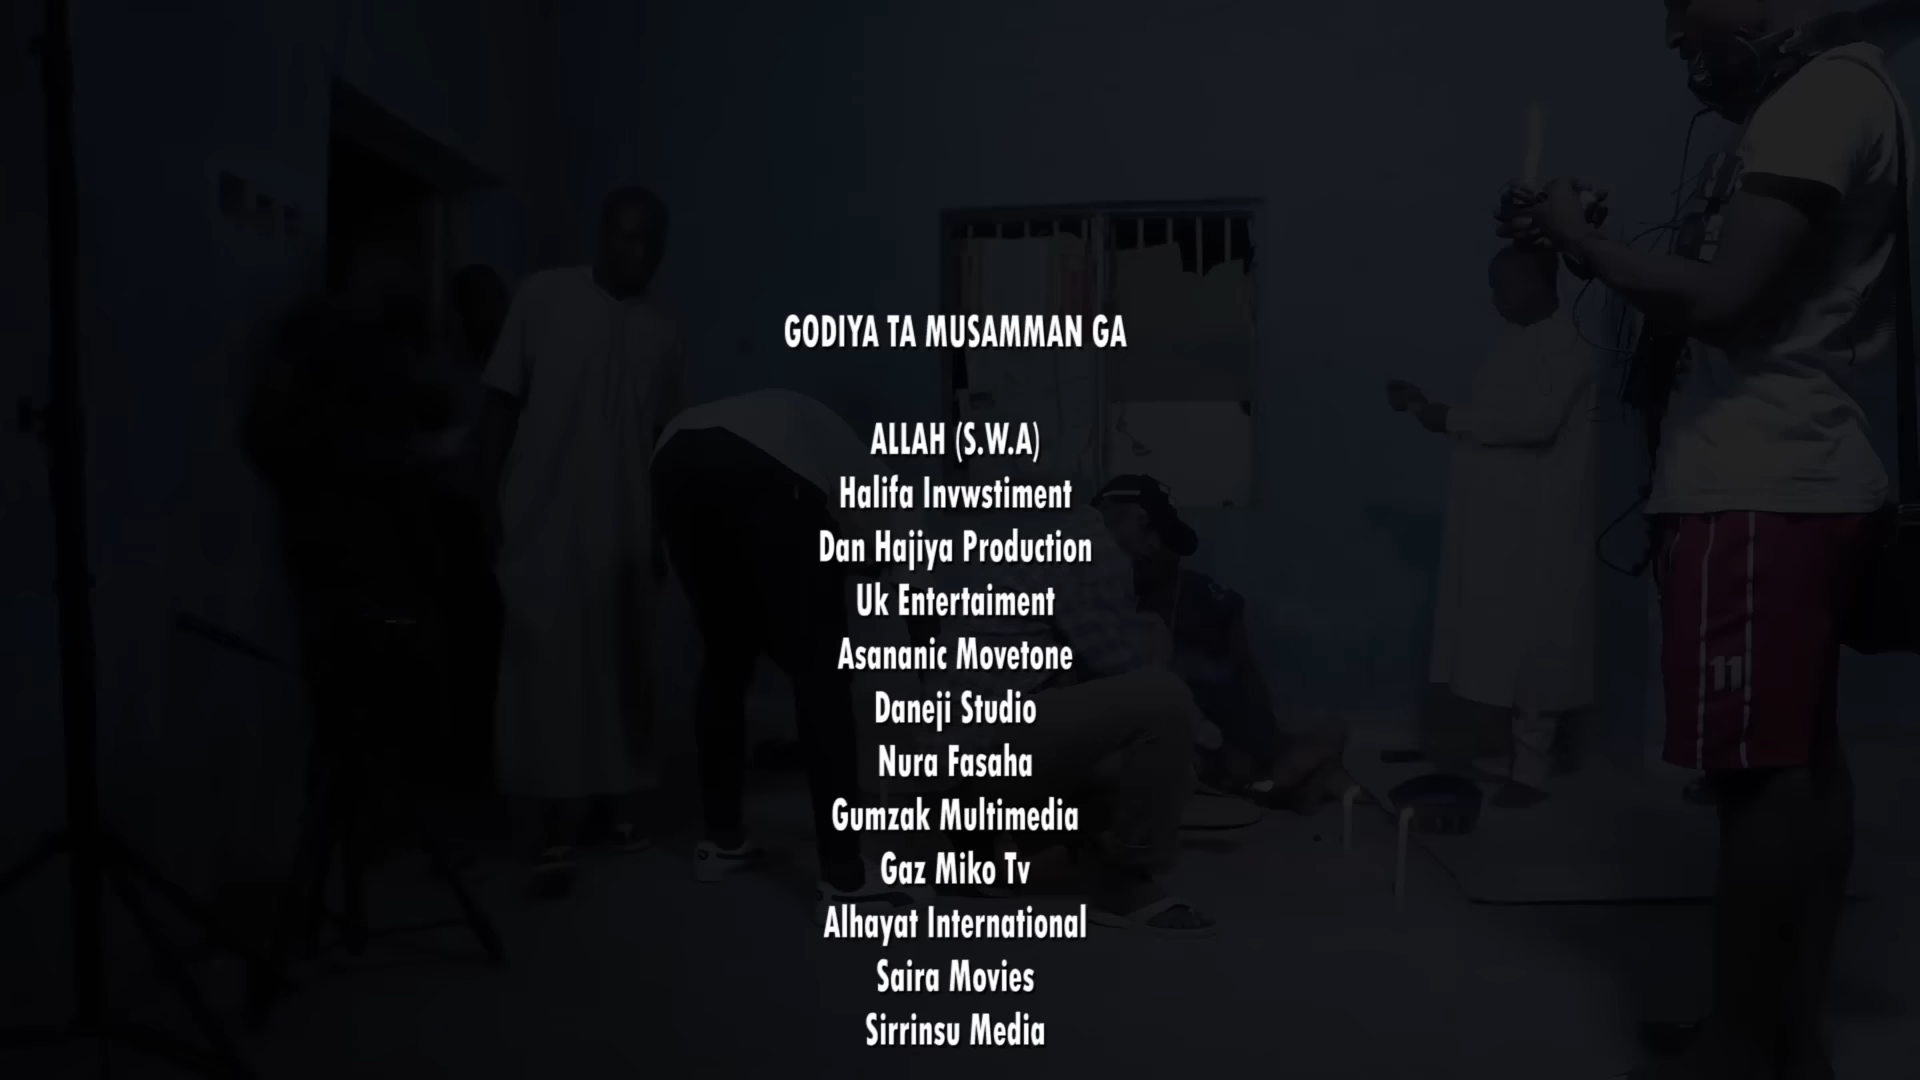 GODIYA TA MUSAMMAN GA
ALLAH (S.W.A)
Halifa Invwstiment
Dan Hajiya Production
Uk Entertaiment
Asananic Movetone
Daneji Studio
Nura Fasaha
Gumzak Multimedia
Gaz Miko Tv
Alhayat International
Saira Movies
Sirrinsu Media
11